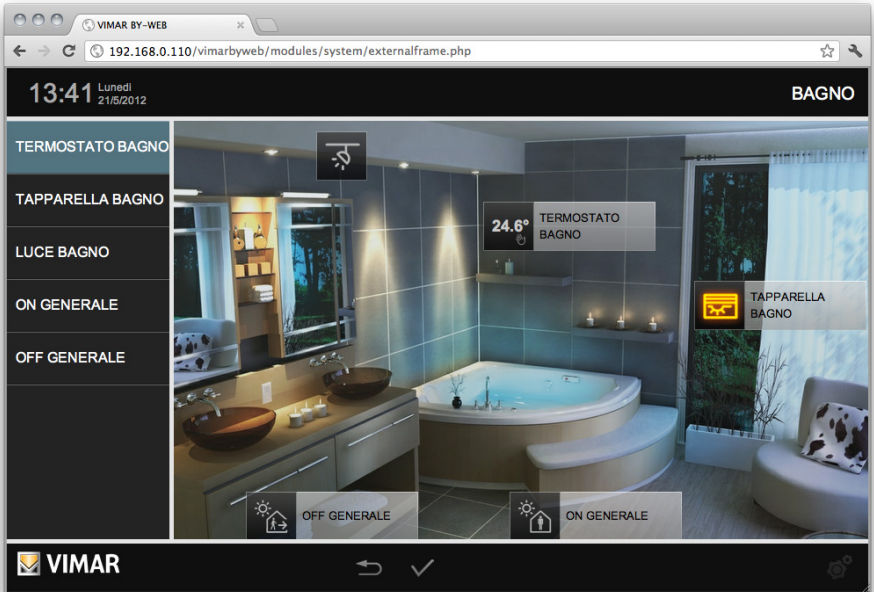 VIMAR BY-WEB
192.168.0.110/vimarbyweb/modules/system/externalframe.php
13:41
Lunedì
21/5/2012
BAGNO
TERMOSTATO BAGNO
TAPPARELLA BAGNO
LUCE BAGNO
ON GENERALE
OFF GENERALE
24.6°
TERMOSTATO
BAGNO
TAPPARELLA
BAGNO
OFF GENERALE
ON GENERALE
VIMAR